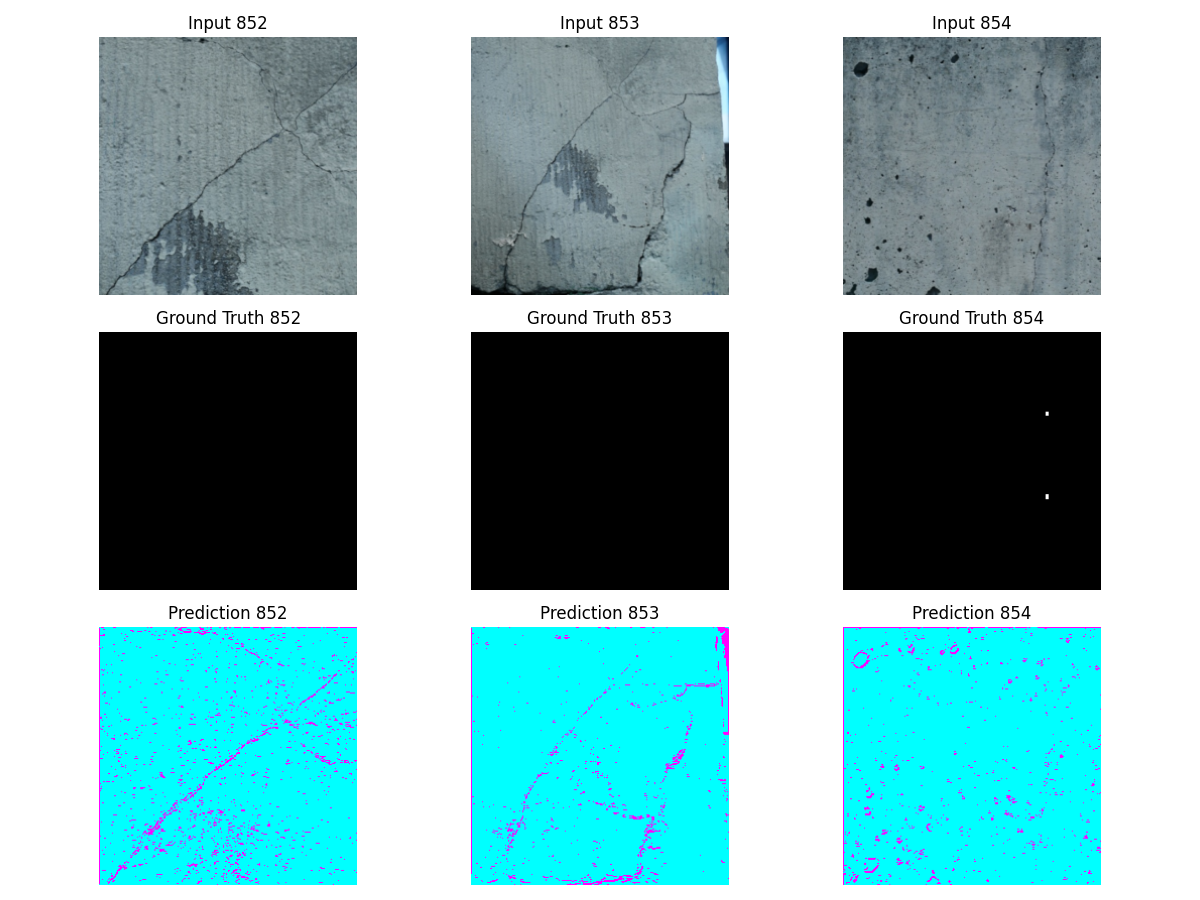 Input 852
Input 853
Input 854
Ground Truth 852
Ground Truth 853
Ground Truth 854
Prediction 852
Prediction 853
Prediction 854